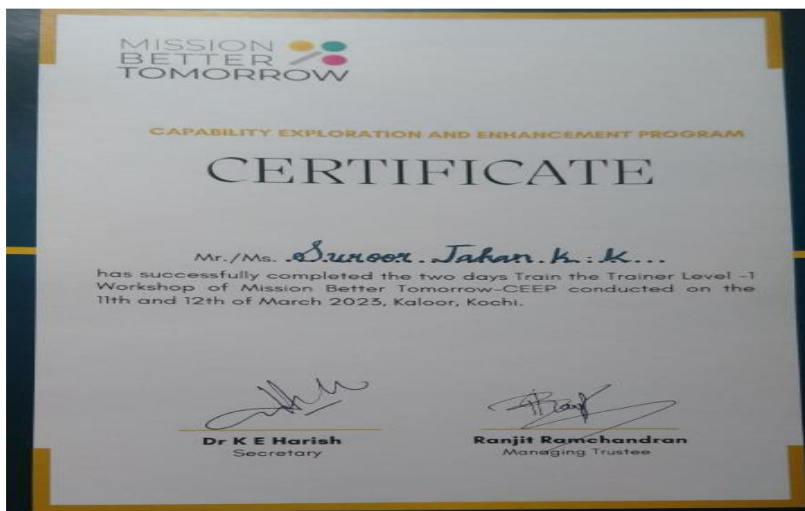 MISSION
BETTER
TOMORROW
CAPABILITY EXPLORATION AND ENHANCEMENT PROGRAM
CERTIFICATE
Mr./Ms. Suroor Jahan K. K...
has successfully completed the two days Train the Trainer Level -1
Workshop of Mission Better Tomorrow-CEEP conducted on the
11th and 12th of March 2023, Kaloor, Kochi.
Dr K E Harish
Secretary
Ranjit Ramchandran
Managing Trustee